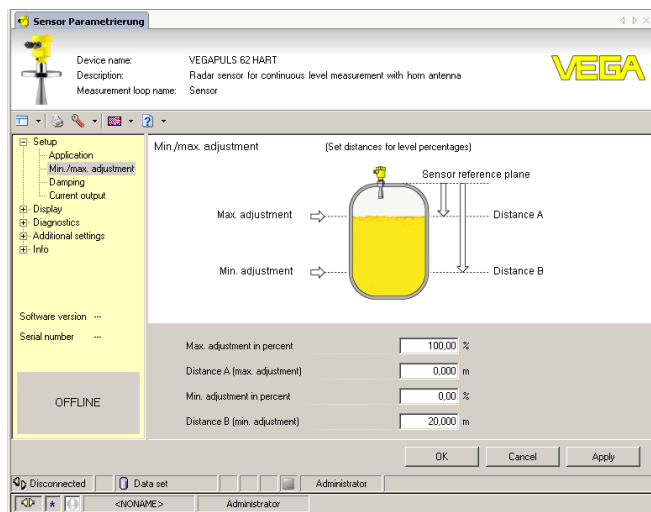 Sensor Parametrierung
Device name: VEGAPULS 62 HART
Description: Radar sensor for continuous level measurement with horn antenna
Measurement loop name: Sensor
VEGA
Setup
Application
Min./max. adjustment
Damping
Current output
Display
Diagnostics
Additional settings
Info
Software version ---
Serial number ---
OFFLINE
Min./max. adjustment (Set distances for level percentages)
Sensor reference plane
Max. adjustment Distance A
Min. adjustment Distance B
Max. adjustment in percent 100,00 %
Distance A (max. adjustment) 0,000 m
Min. adjustment in percent 0,00 %
Distance B (min. adjustment) 20,000 m
OK Cancel Apply
Disconnected Data set Administrator
<NONAME> Administrator